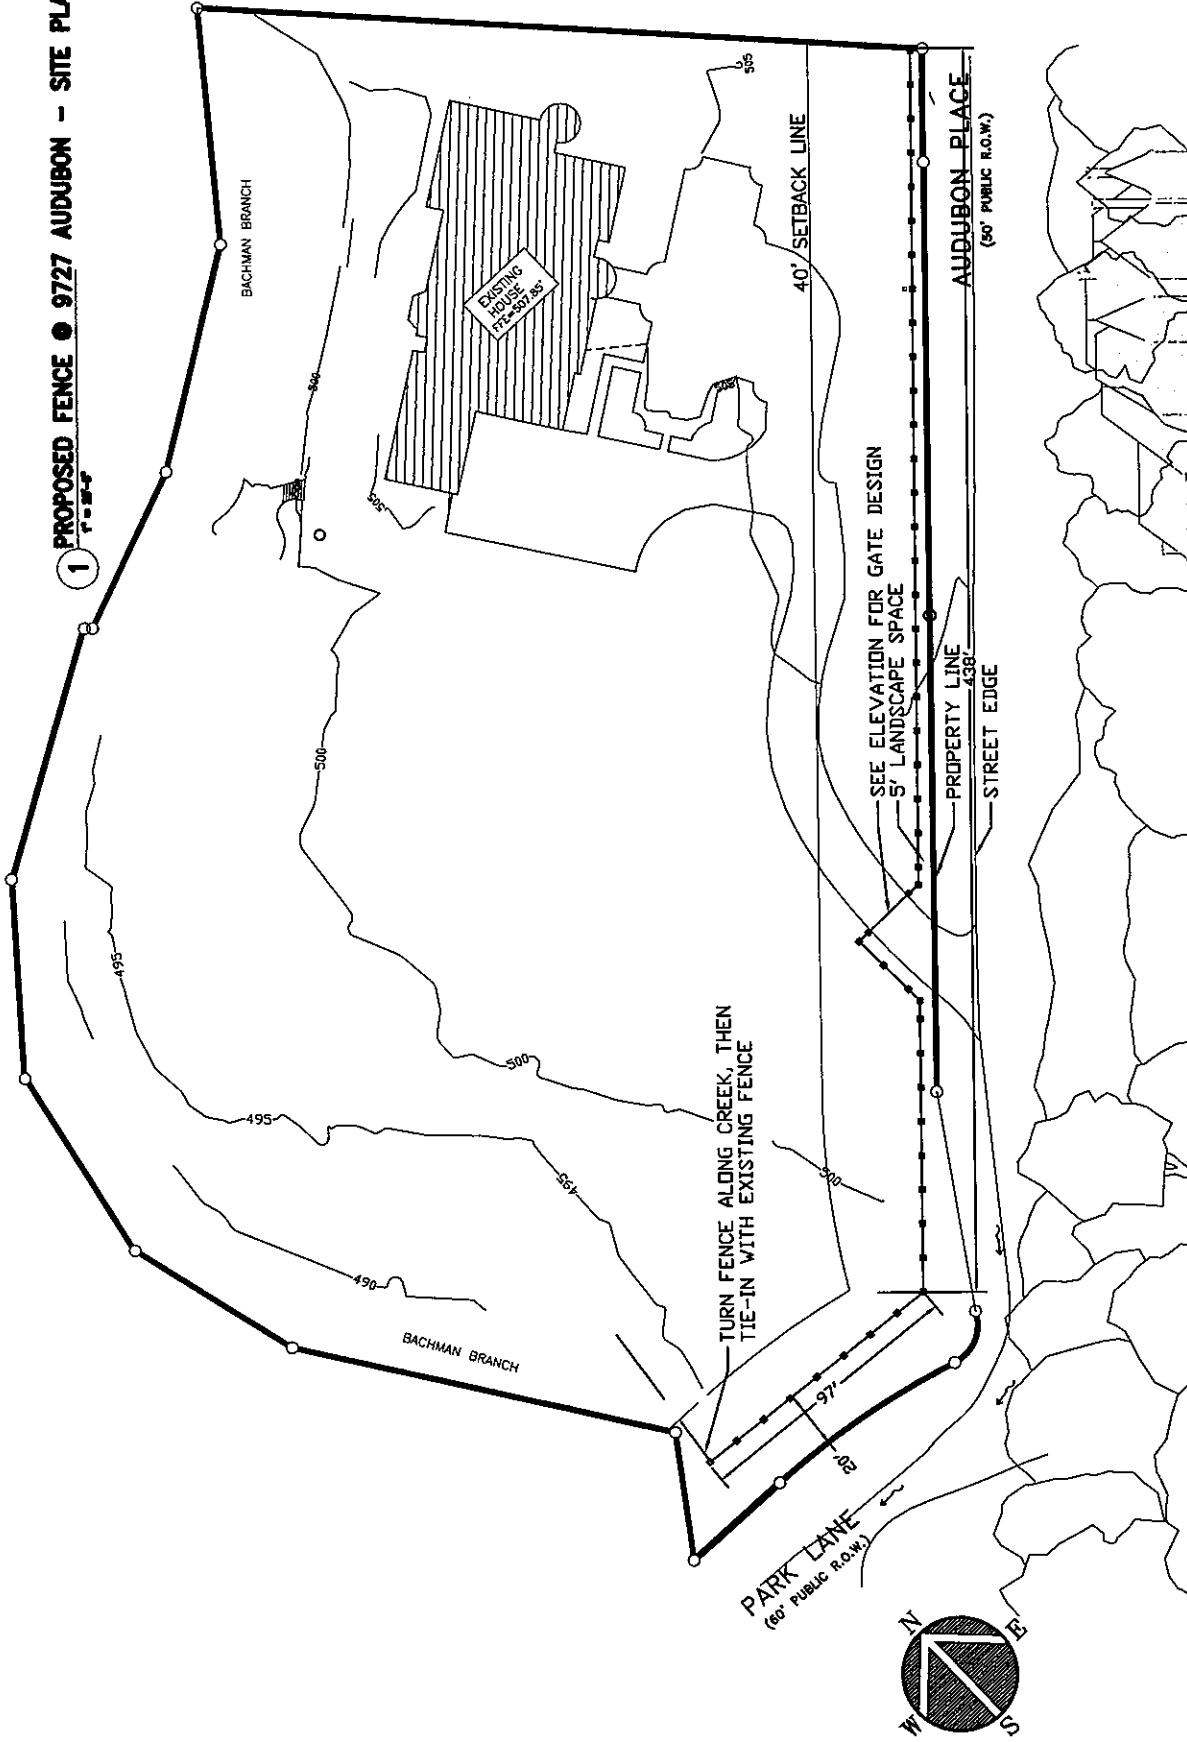 1
PROPOSED FENCE @ 9727 AUDUBON - SITE PLA
BACHMAN BRANCH
505
40' SETBACK LINE
AUDUBON PLACE
(50' PUBLIC R.O.W.)
EXISTING
HOUSE
FFE=507.85'
500
505
505
500
SEE ELEVATION FOR GATE DESIGN
5' LANDSCAPE SPACE
PROPERTY LINE
438'
STREET EDGE
495
500
495
495
500
490
TURN FENCE ALONG CREEK, THEN
TIE-IN WITH EXISTING FENCE
BACHMAN BRANCH
97'
20'
PARK LANE
(60' PUBLIC R.O.W.)
N
E
S
W